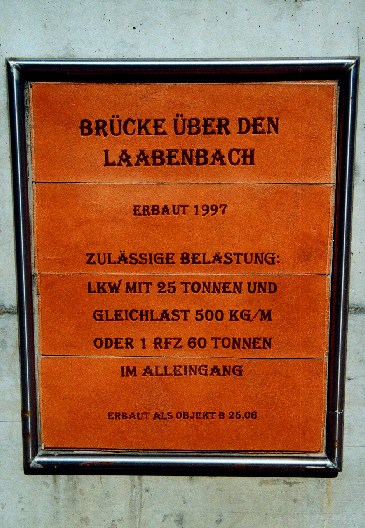 BRÜCKE ÜBER DEN
LAABENBACH
ERBAUT 1997
ZULÄSSIGE BELASTUNG:
LKW MIT 25 TONNEN UND
GLEICHLAST 500 KG/M
ODER 1 RFZ 60 TONNEN
IM ALLEINGANG
ERBAUT ALS OBJEKT B 25.06